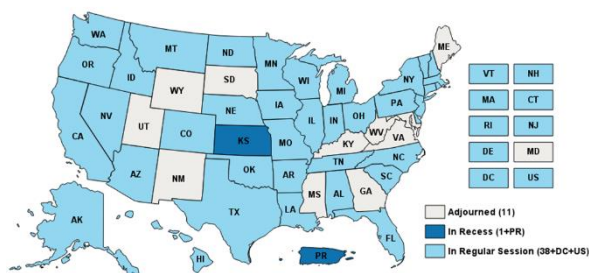 WA
MT
ND
ME
OR
ID
MN
SD
WI
MI
NY
WY
VT
NH
NV
NE
IA
PA
MA
CT
UT
CO
IL
IN
OH
CA
KS
MO
WV
VA
KY
RI
NJ
AZ
NM
OK
AR
TN
NC
DE
MD
SC
MS
AL
GA
DC
US
TX
LA
AK
FL
HI
PR
Adjourned (11)
In Recess (1+PR)
In Regular Session (38+DC+US)